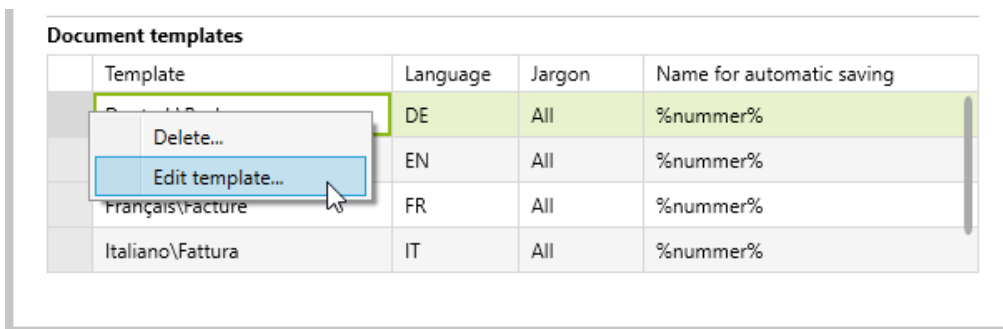 Document templates
Template Language Jargon Name for automatic saving
DE All %nummer%
Delete...
EN All %nummer%
Edit template...
Français\Facture FR All %nummer%
Italiano\Fattura IT All %nummer%